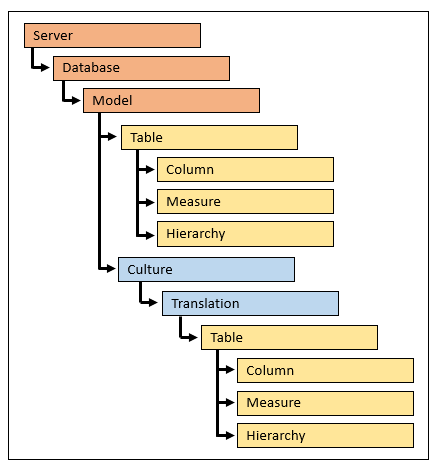 Server
Database
Model
Table
Column
Measure
Hierarchy
Culture
Translation
Table
Column
Measure
Hierarchy